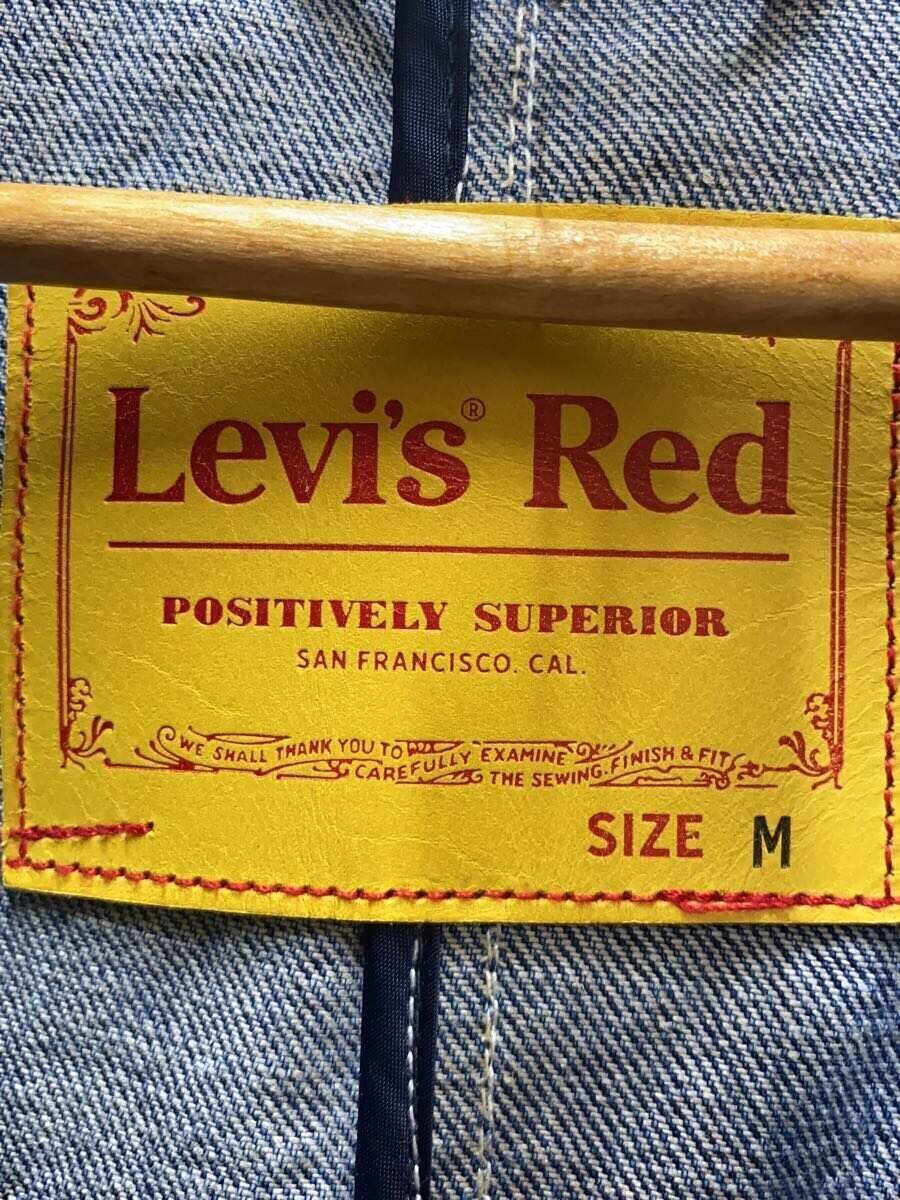 Levi's® Red
POSITIVELY SUPERIOR
SAN FRANCISCO. CAL.
WE SHALL THANK YOU TO CAREFULLY EXAMINE THE SEWING. FINISH & FIT
SIZE M